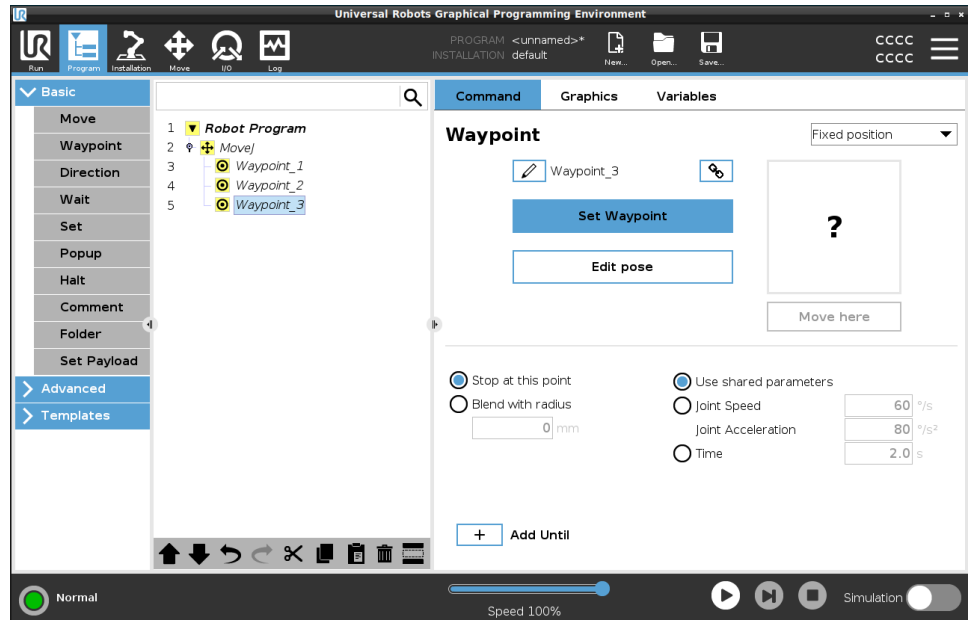 Universal Robots Graphical Programming Environment
UR
Run
Program
Installation
Move
I/O
Log
PROGRAM <unnamed>*
INSTALLATION default
New...
Open...
Save...
CCCC
CCCC
Basic
Move
Waypoint
Direction
Wait
Set
Popup
Halt
Comment
Folder
Set Payload
Advanced
Templates
1 Robot Program
2 MoveJ
3 Waypoint_1
4 Waypoint_2
5 Waypoint_3
Command Graphics Variables
Waypoint
Fixed position
Waypoint_3
Set Waypoint
Edit pose
?
Move here
Stop at this point
Blend with radius
0 mm
Use shared parameters
Joint Speed 60 °/s
Joint Acceleration 80 °/s²
Time 2.0 s
+ Add Until
Normal
Speed 100%
Simulation